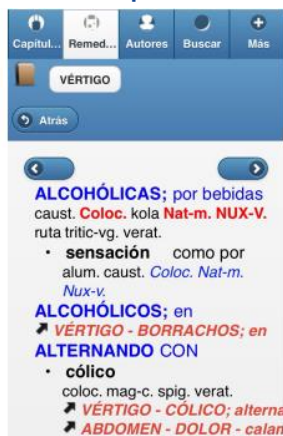 Capítul... Remed... Autores Buscar Más
VÉRTIGO
Atrás
ALCOHÓLICAS; por bebidas
caust. Coloc. kola Nat-m. NUX-V.
ruta tritic-vg. verat.
• sensación como por
alum. caust. Coloc. Nat-m.
Nux-v.
ALCOHÓLICOS; en
VÉRTIGO - BORRACHOS; en
ALTERNANDO CON
• cólico
coloc. mag-c. spig. verat.
VÉRTIGO - CÓLICO; alterna
ABDOMEN - DOLOR - calam